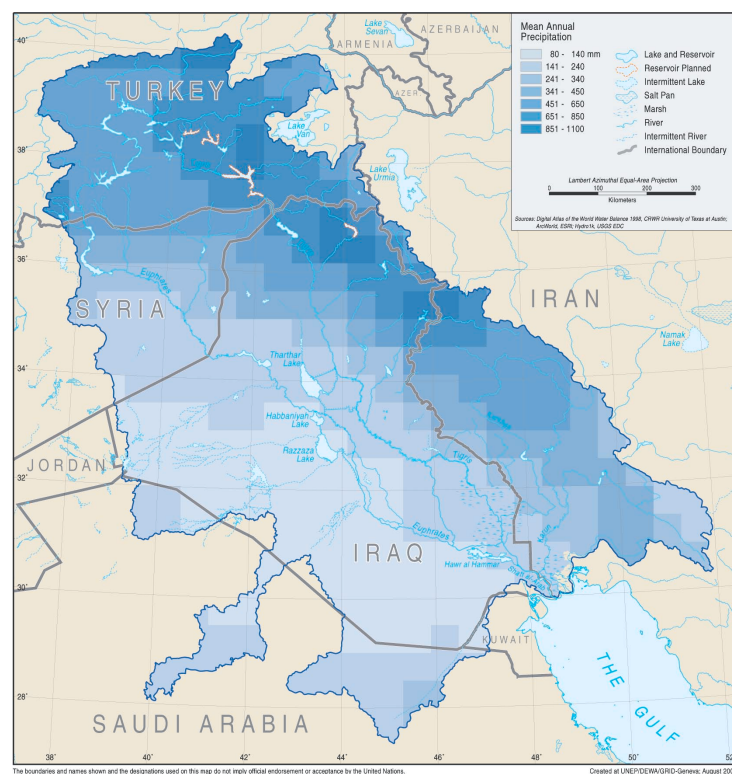 Mean Annual
Precipitation
80 - 140 mm
141 - 240
241 - 340
341 - 450
451 - 650
651 - 850
851 - 1100
Lake and Reservoir
Reservoir Planned
Intermittent Lake
Salt Pan
Marsh
River
Intermittent River
International Boundary
Lambert Azimuthal Equal-Area Projection
0 100 200 300
Kilometers
Sources: Digital Atlas of the World Water Balance 1998, CRWR University of Texas at Austin;
ArcWorld, ESRI; Hydro1k, USGS EDC
40°
Lake
Sevan
AZERBAIJAN
ARMENIA
AZER.
TURKEY
Lake
Van
38°
Lake
Urmia
36°
Euphrates
SYRIA
IRAN
Namak
Lake
Tharthar
Lake
34°
Habbaniyah
Lake
Razzaza
Lake
Tigris
JORDAN
32°
Euphrates
Karun
IRAQ
Hawr al Hammar
30°
KUWAIT
THE GULF
28°
SAUDI ARABIA
38° 40° 42° 44° 46° 48° 50° 52
The boundaries and names shown and the designations used on this map do not imply official endorsement or acceptance by the United Nations.
Created at UNEP/DEWA/GRID-Geneva; August 200